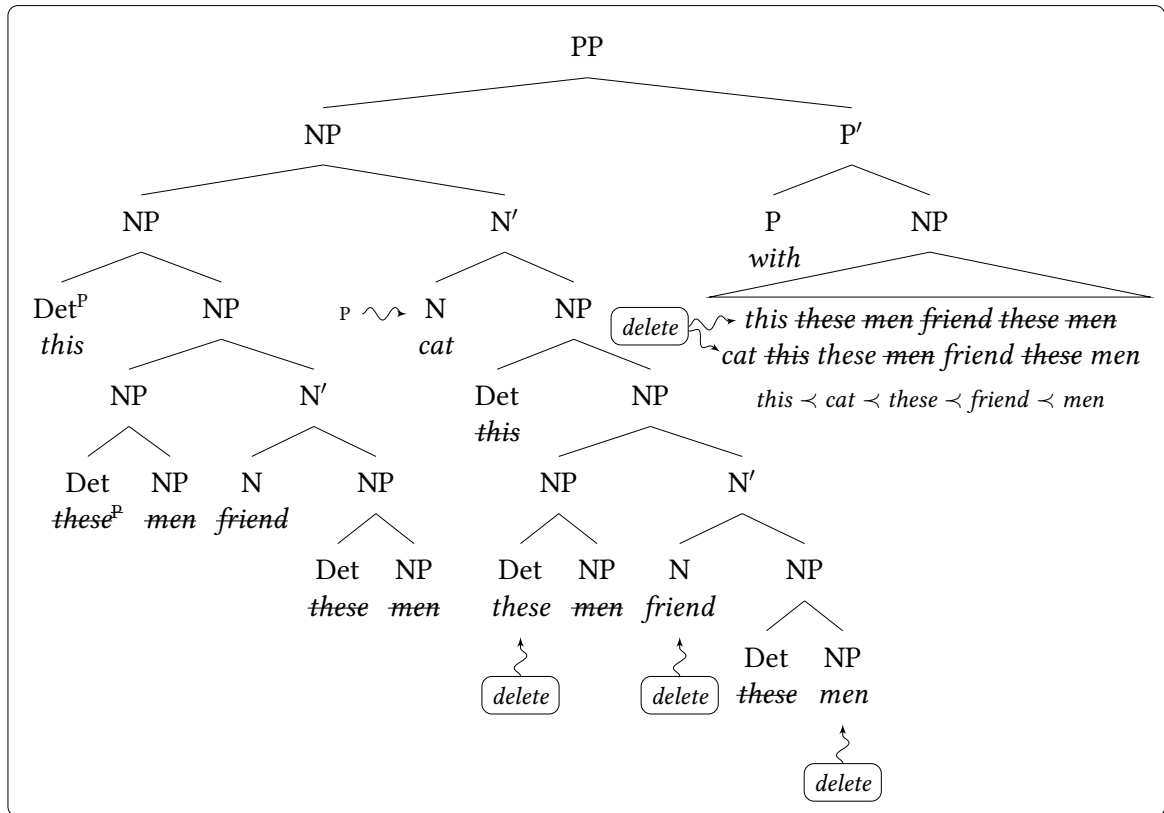 PP
NP P′
NP N′ P NP
with
Detᴾ NP P N NP delete this these men friend these men
this cat cat this these men friend these men
NP N′ Det NP this ≺ cat ≺ these ≺ friend ≺ men
this
Det NP N NP NP N′
theseᴾ men friend
Det NP Det NP N NP
these men these men friend
delete delete Det NP
these men
delete